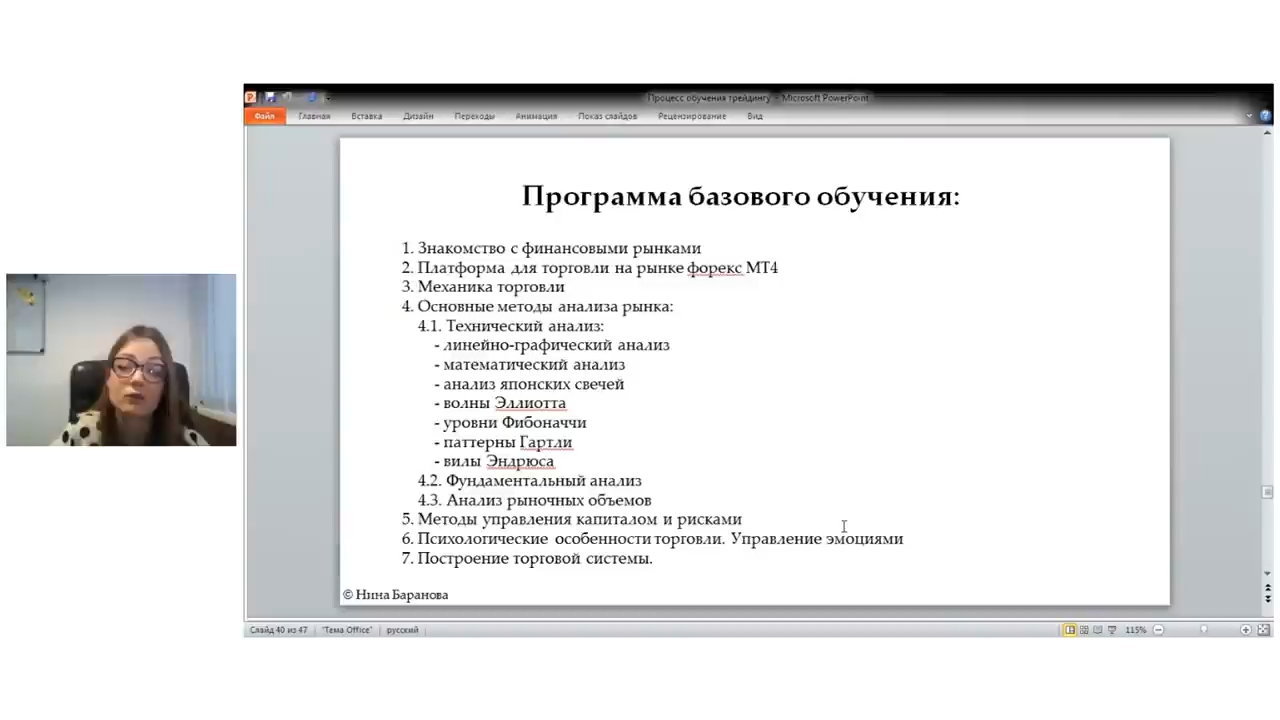 Процесс обучения трейдингу - Microsoft PowerPoint
Файл Главная Вставка Дизайн Переходы Анимация Показ слайдов Рецензирование Вид
Программа базового обучения:
1. Знакомство с финансовыми рынками
2. Платформа для торговли на рынке форекс МТ4
3. Механика торговли
4. Основные методы анализа рынка:
4.1. Технический анализ:
- линейно-графический анализ
- математический анализ
- анализ японских свечей
- волны Эллиотта
- уровни Фибоначчи
- паттерны Гартли
- вилы Эндрюса
4.2. Фундаментальный анализ
4.3. Анализ рыночных объемов
5. Методы управления капиталом и рисками
6. Психологические особенности торговли. Управление эмоциями
7. Построение торговой системы.
© Нина Баранова
Слайд 40 из 47 "Тема Office" русский 115%